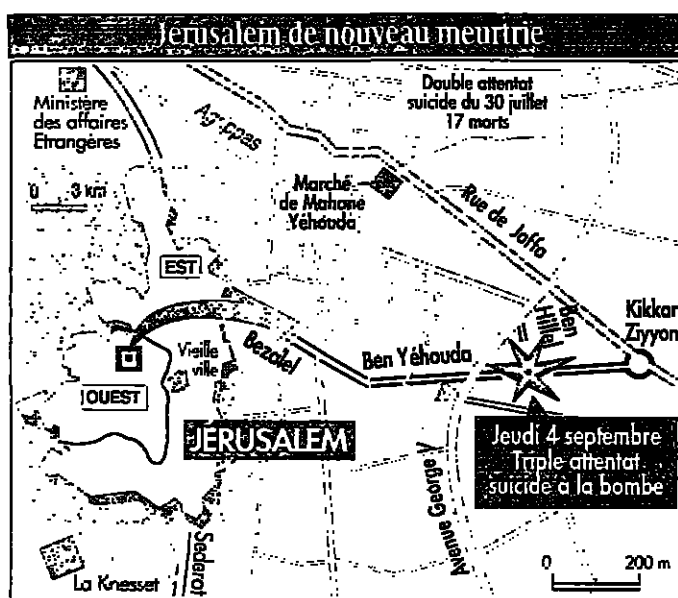 Jérusalem de nouveau meurtrie
Ministère
des affaires
Etrangères
0 3 km
Agrippas
Double attentat
suicide du 30 juillet
17 morts
Marché
de Mahané
Yéhouda
Rue de Jaffa
EST
OUEST
Vieille
ville
JÉRUSALEM
Bezalel
Ben Yéhouda
Ben
Hillel
II
Kikkar
Ziyyon
Jeudi 4 septembre
Triple attentat
suicide à la bombe
Avenue George V
Sederot
La Knesset
0 200 m